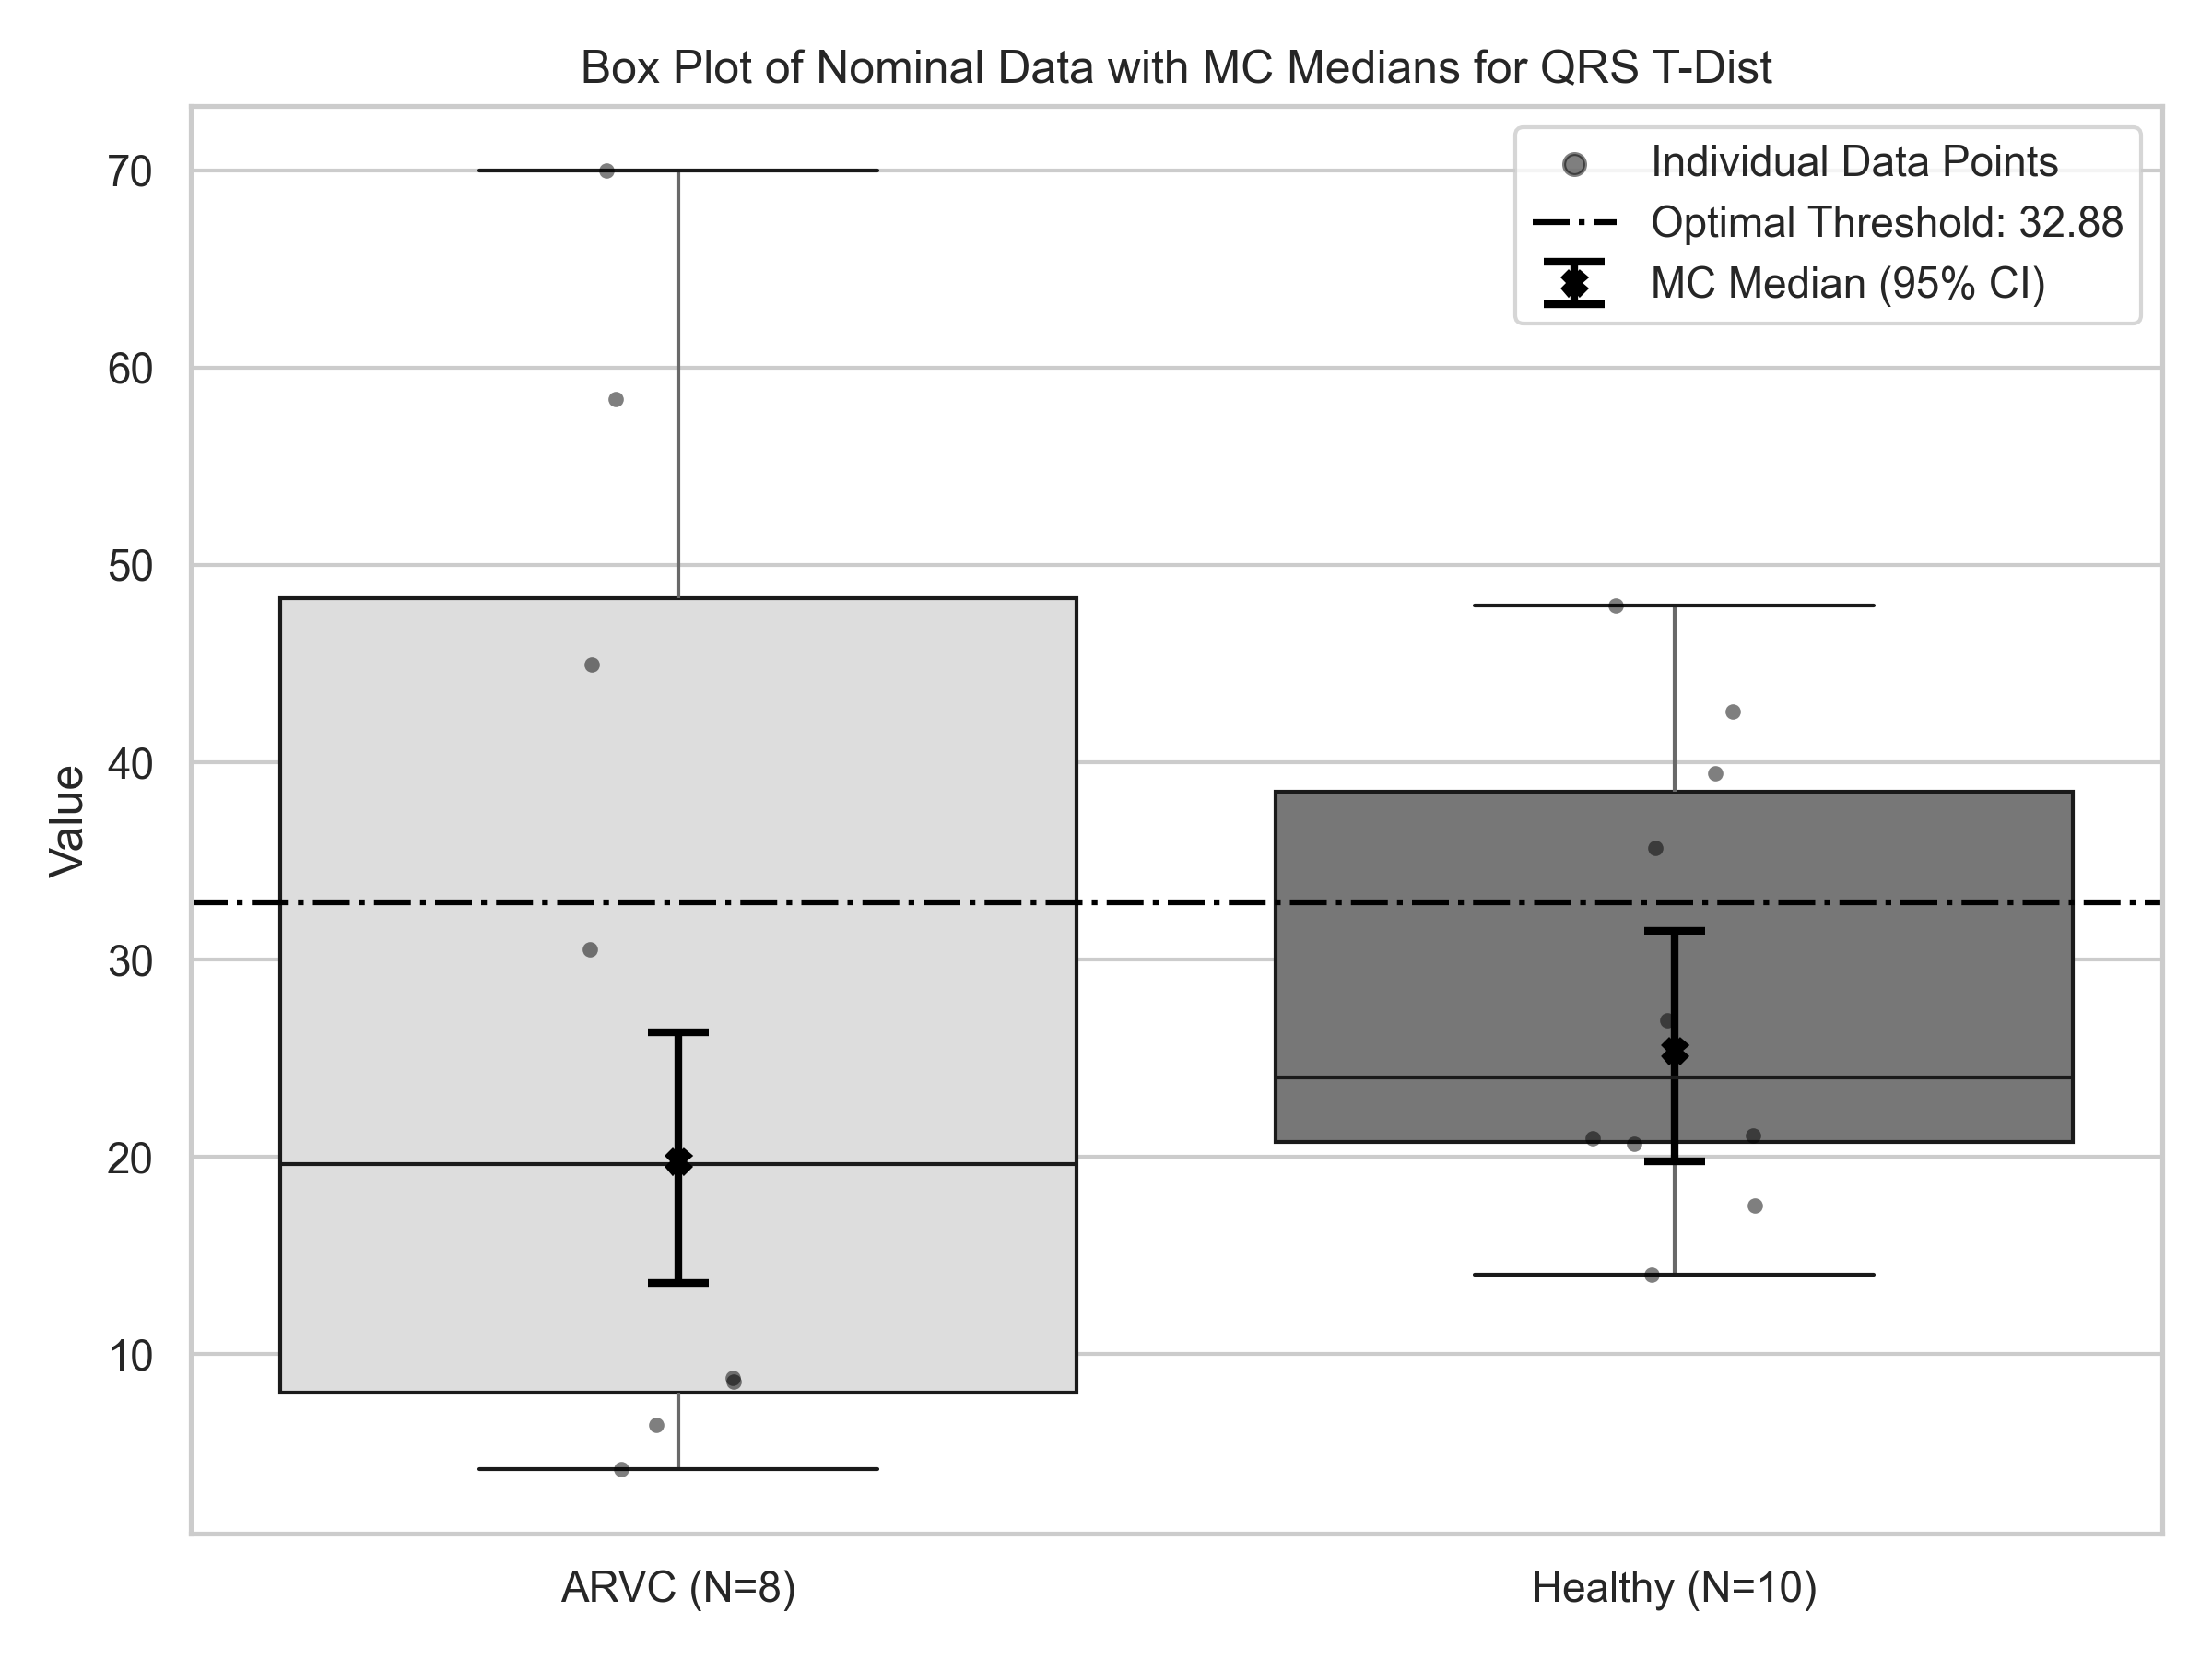 Box Plot of Nominal Data with MC Medians for QRS T-Dist
Individual Data Points
Optimal Threshold: 32.88
MC Median (95% CI)
Value
70
60
50
40
30
20
10
ARVC (N=8)
Healthy (N=10)